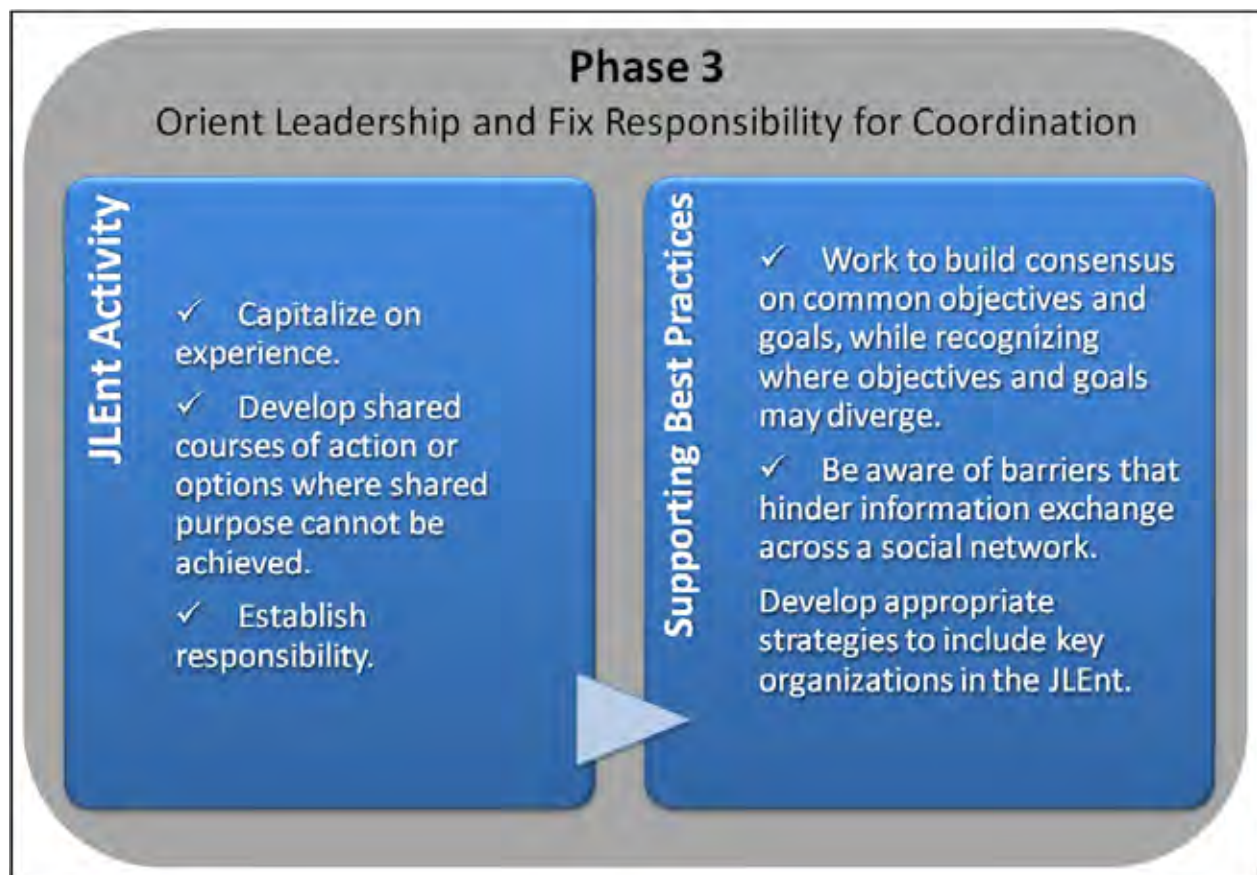 Phase 3
Orient Leadership and Fix Responsibility for Coordination
JLEnt Activity
✓ Capitalize on
experience.
✓ Develop shared
courses of action or
options where shared
purpose cannot be
achieved.
✓ Establish
responsibility.
Supporting Best Practices
✓ Work to build consensus
on common objectives and
goals, while recognizing
where objectives and goals
may diverge.
✓ Be aware of barriers that
hinder information exchange
across a social network.
Develop appropriate
strategies to include key
organizations in the JLEnt.